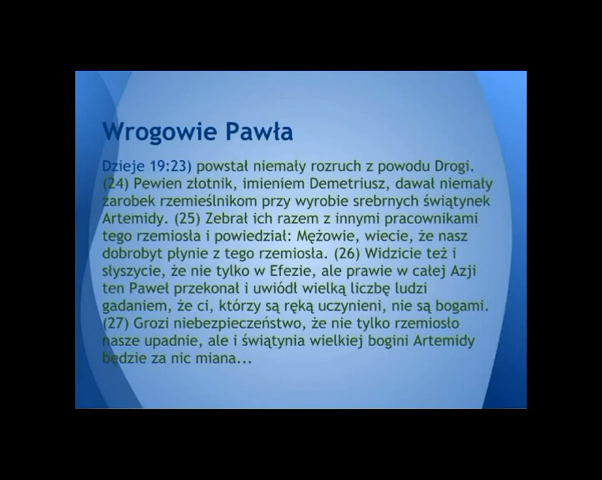 Wrogowie Pawła
Dzieje 19:23) powstał niemały rozruch z powodu Drogi.
(24) Pewien złotnik, imieniem Demetriusz, dawał niemały
zarobek rzemieślnikom przy wyrobie srebrnych świątynek
Artemidy. (25) Zebrał ich razem z innymi pracownikami
tego rzemiosła i powiedział: Mężowie, wiecie, że nasz
dobrobyt płynie z tego rzemiosła. (26) Widzicie też i
słyszycie, że nie tylko w Efezie, ale prawie w całej Azji
ten Paweł przekonał i uwiódł wielką liczbę ludzi
gadaniem, że ci, którzy są ręką uczynieni, nie są bogami.
(27) Grozi niebezpieczeństwo, że nie tylko rzemiosło
nasze upadnie, ale i świątynia wielkiej bogini Artemidy
będzie za nic miana...